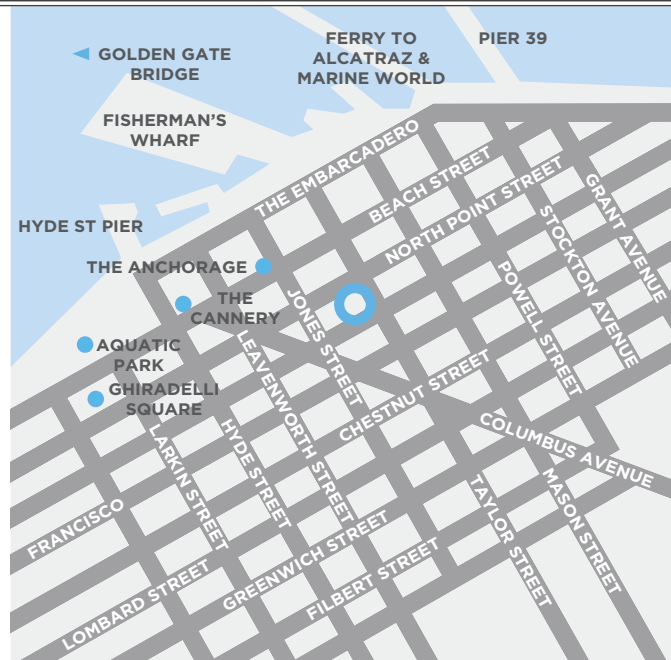 GOLDEN GATE
BRIDGE
FERRY TO
ALCATRAZ &
MARINE WORLD
PIER 39
FISHERMAN'S
WHARF
THE EMBARCADERO
BEACH STREET
NORTH POINT STREET
GRANT AVENUE
STOCKTON AVENUE
POWELL STREET
HYDE ST PIER
THE ANCHORAGE
THE
CANNERY
JONES STREET
AQUATIC
PARK
GHIRADELLI
SQUARE
LEAVENWORTH STREET
CHESTNUT STREET
COLUMBUS AVENUE
LARKIN STREET
HYDE STREET
TAYLOR STREET
MASON STREET
FRANCISCO
LOMBARD STREET
GREENWICH STREET
FILBERT STREET